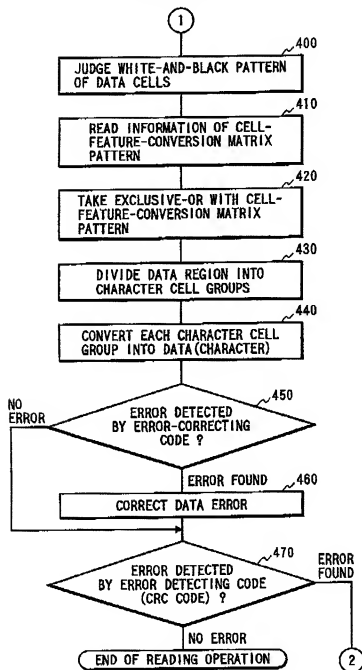 1
400
JUDGE WHITE-AND-BLACK PATTERN
OF DATA CELLS
410
READ INFORMATION OF CELL-
FEATURE-CONVERSION MATRIX
PATTERN
420
TAKE EXCLUSIVE-OR WITH CELL-
FEATURE-CONVERSION MATRIX
PATTERN
430
DIVIDE DATA REGION INTO
CHARACTER CELL GROUPS
440
CONVERT EACH CHARACTER CELL
GROUP INTO DATA(CHARACTER)
450
NO
ERROR
ERROR DETECTED
BY ERROR-CORRECTING
CODE ?
ERROR FOUND
460
CORRECT DATA ERROR
470
ERROR DETECTED
BY ERROR DETECTING CODE
(CRC CODE) ?
ERROR
FOUND
NO ERROR
END OF READING OPERATION
2